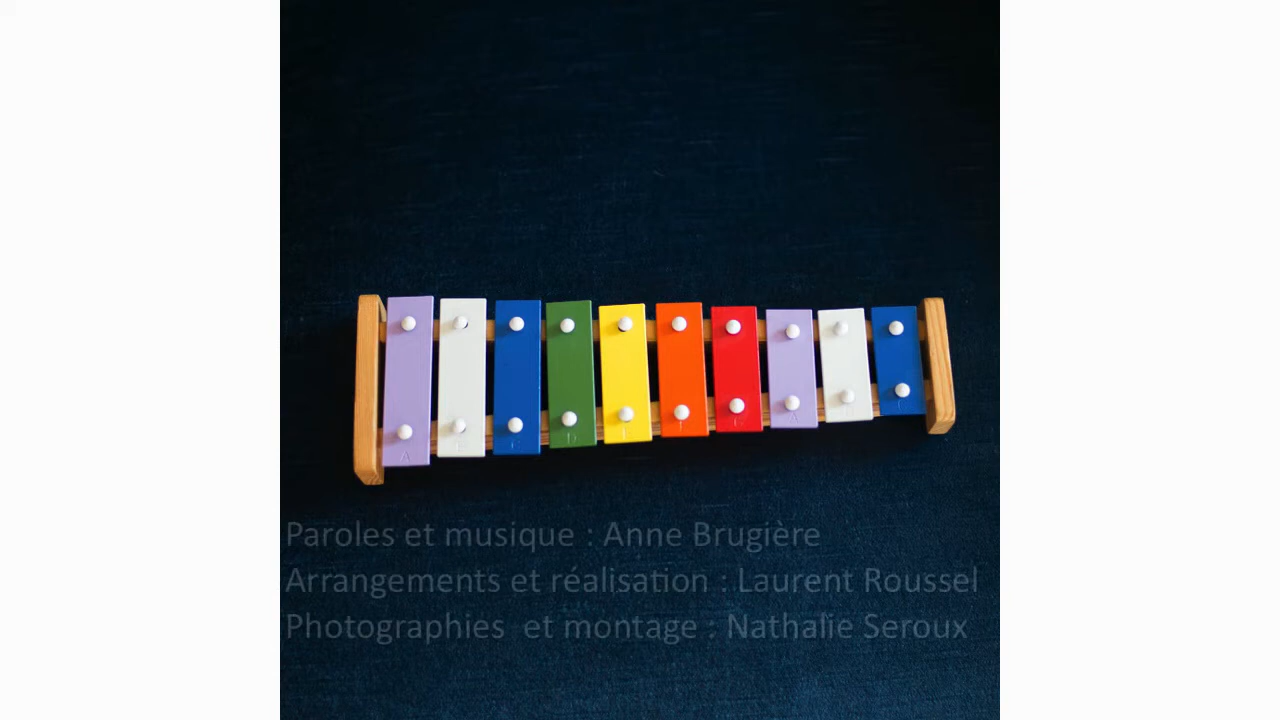 Paroles et musique : Anne Brugière
Arrangements et réalisation : Laurent Roussel
Photographies et montage : Nathalie Seroux